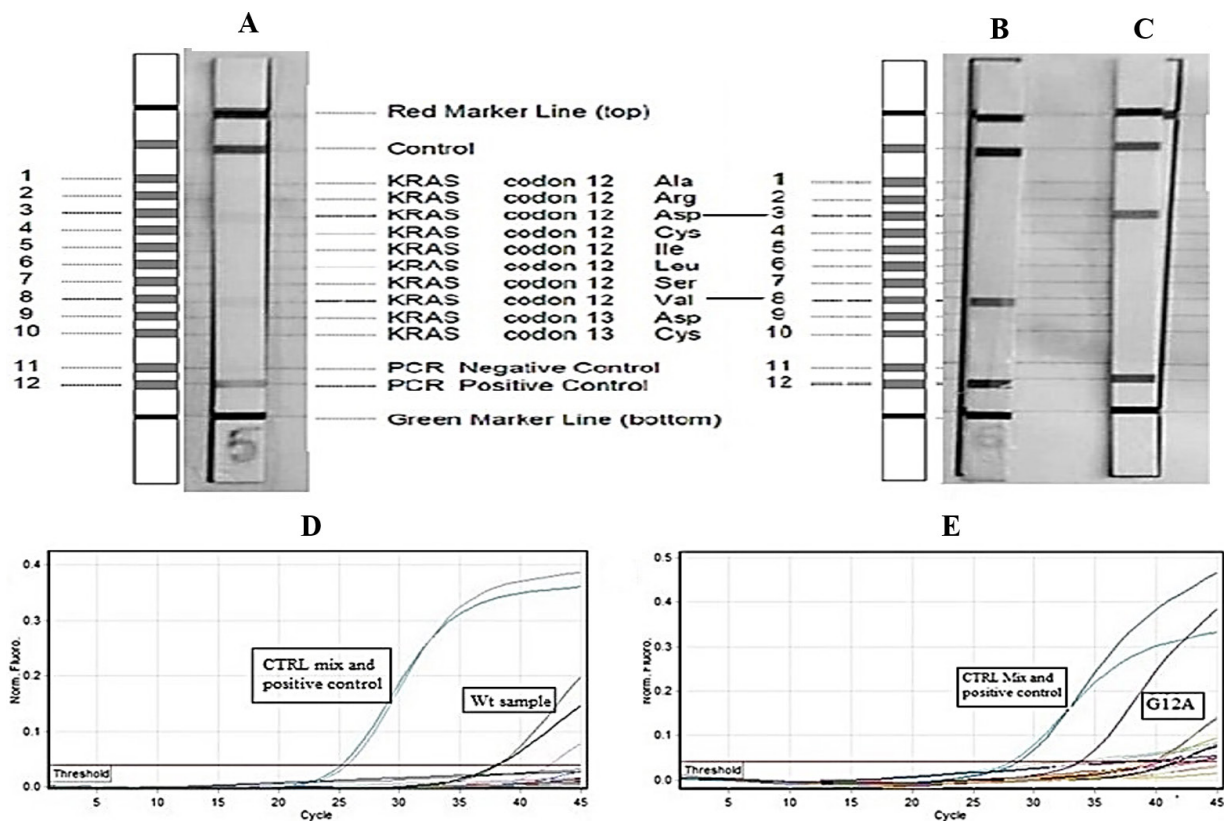 A
B
C
Red Marker Line (top)
Control
1 KRAS codon 12 Ala 1
2 KRAS codon 12 Arg 2
3 KRAS codon 12 Asp 3
4 KRAS codon 12 Cys 4
5 KRAS codon 12 Ile 5
6 KRAS codon 12 Leu 6
7 KRAS codon 12 Ser 7
8 KRAS codon 12 Val 8
9 KRAS codon 13 Asp 9
10 KRAS codon 13 Cys 10
11 PCR Negative Control 11
12 PCR Positive Control 12
Green Marker Line (bottom)
5
D
E
0.4
0.3
0.2
0.1
0.0
Norm. Fluoro.
CTRL mix and
positive control
Wt sample
Threshold
5 10 15 20 25 30 35 40 45
Cycle
0.5
0.4
0.3
0.2
0.1
0.0
Norm. Fluoro.
CTRL Mix and
positive control
G12A
Threshold
5 10 15 20 25 30 35 40 45
Cycle